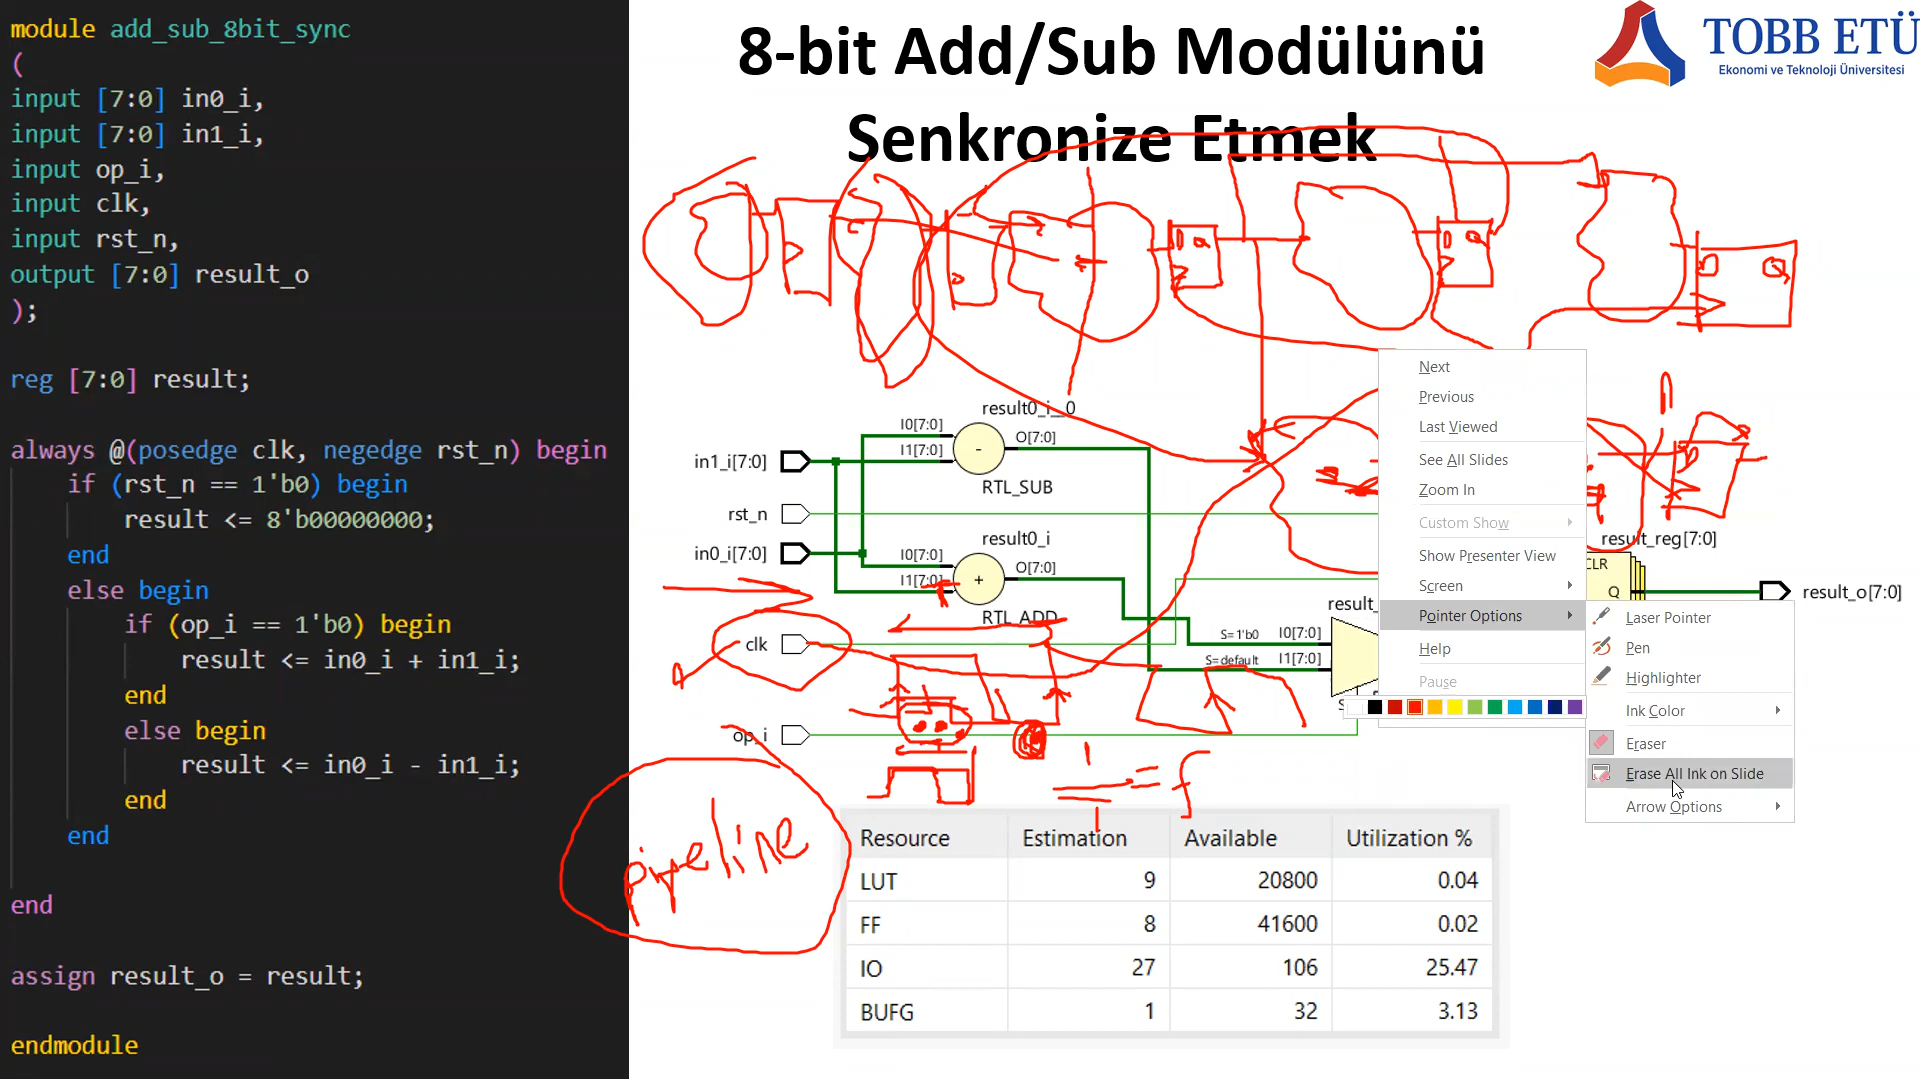 module add_sub_8bit_sync
(
input [7:0] in0_i,
input [7:0] in1_i,
input op_i,
input clk,
input rst_n,
output [7:0] result_o
);
reg [7:0] result;
always @(posedge clk, negedge rst_n) begin
if (rst_n == 1'b0) begin
result <= 8'b00000000;
end
else begin
if (op_i == 1'b0) begin
result <= in0_i + in1_i;
end
else begin
result <= in0_i - in1_i;
end
end
end
assign result_o = result;
endmodule
8-bit Add/Sub Modülünü
Senkronize Etmek
TOBB ETÜ
Ekonomi ve Teknoloji Üniversitesi
D Q
D Q
D Q
result0_i__0
I0[7:0]
I1[7:0]
O[7:0]
-
RTL_SUB
in1_i[7:0]
rst_n
in0_i[7:0]
result0_i
I0[7:0]
I1[7:0]
O[7:0]
+
RTL_ADD
clk
op_i
result_
S=1'b0 I0[7:0]
S=default I1[7:0]
result_reg[7:0]
CLR
Q
result_o[7:0]
1 = f
pipeline
Next
Previous
Last Viewed
See All Slides
Zoom In
Custom Show
Show Presenter View
Screen
Pointer Options
Help
Pause
Laser Pointer
Pen
Highlighter
Ink Color
Eraser
Erase All Ink on Slide
Arrow Options
Resource Estimation Available Utilization %
LUT 9 20800 0.04
FF 8 41600 0.02
IO 27 106 25.47
BUFG 1 32 3.13